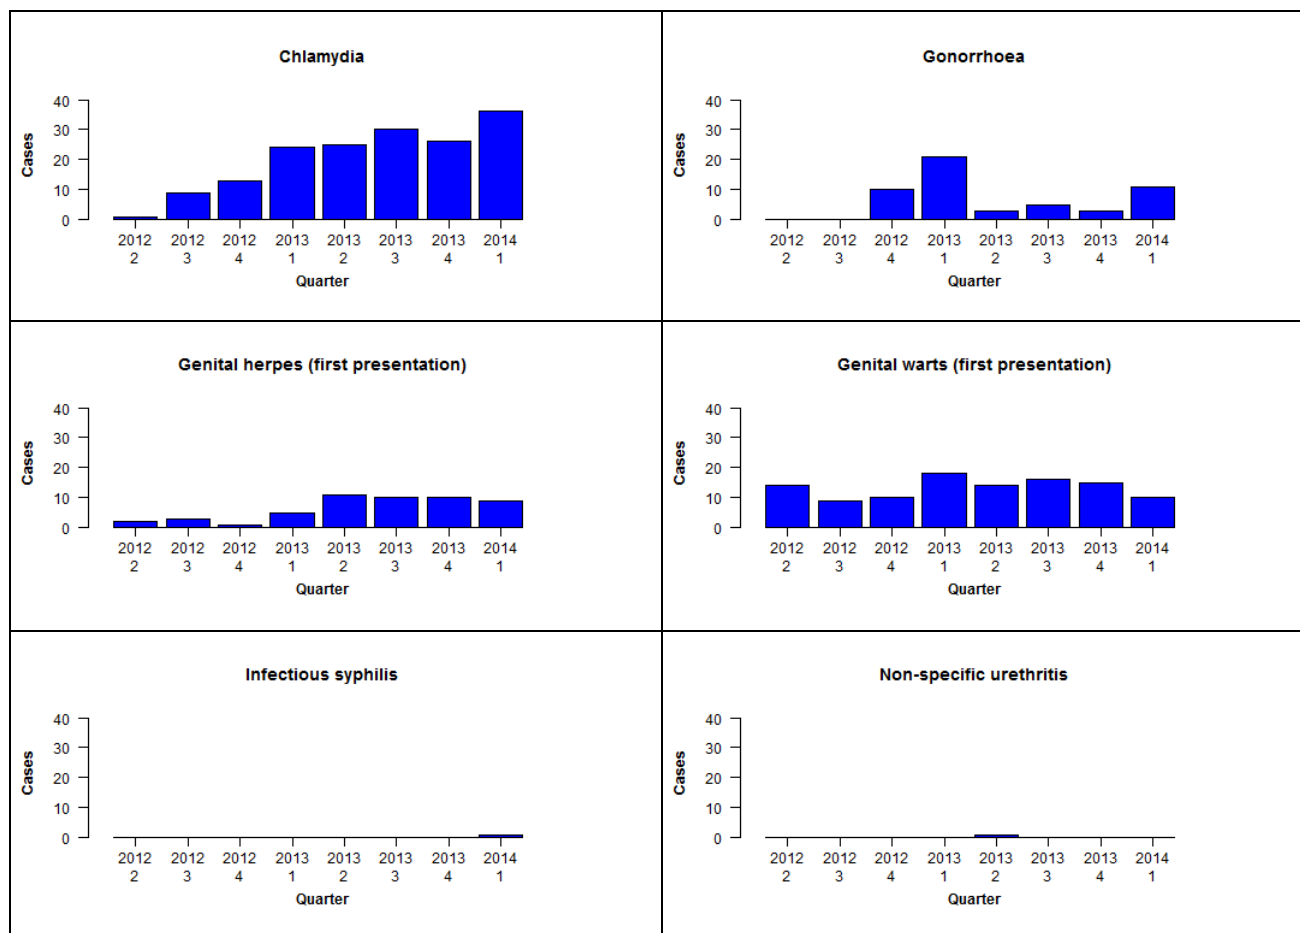 Chlamydia
Cases
40
30
20
10
0
2012 2012 2012 2013 2013 2013 2013 2014
2 3 4 1 2 3 4 1
Quarter
Gonorrhoea
Cases
40
30
20
10
0
2012 2012 2012 2013 2013 2013 2013 2014
2 3 4 1 2 3 4 1
Quarter
Genital herpes (first presentation)
Cases
40
30
20
10
0
2012 2012 2012 2013 2013 2013 2013 2014
2 3 4 1 2 3 4 1
Quarter
Genital warts (first presentation)
Cases
40
30
20
10
0
2012 2012 2012 2013 2013 2013 2013 2014
2 3 4 1 2 3 4 1
Quarter
Infectious syphilis
Cases
40
30
20
10
0
2012 2012 2012 2013 2013 2013 2013 2014
2 3 4 1 2 3 4 1
Quarter
Non-specific urethritis
Cases
40
30
20
10
0
2012 2012 2012 2013 2013 2013 2013 2014
2 3 4 1 2 3 4 1
Quarter